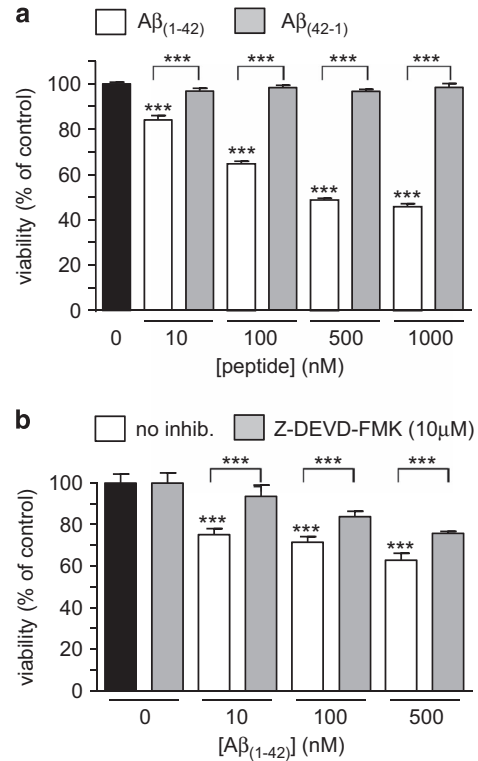 a
Aβ(1-42) Aβ(42-1)
*** *** *** ***
***
***
***
***
100
80
60
40
20
0
viability (% of control)
0 10 100 500 1000
[peptide] (nM)
b
no inhib. Z-DEVD-FMK (10μM)
*** *** ***
***
***
***
100
80
60
40
20
0
viability (% of control)
0 10 100 500
[Aβ(1-42)] (nM)